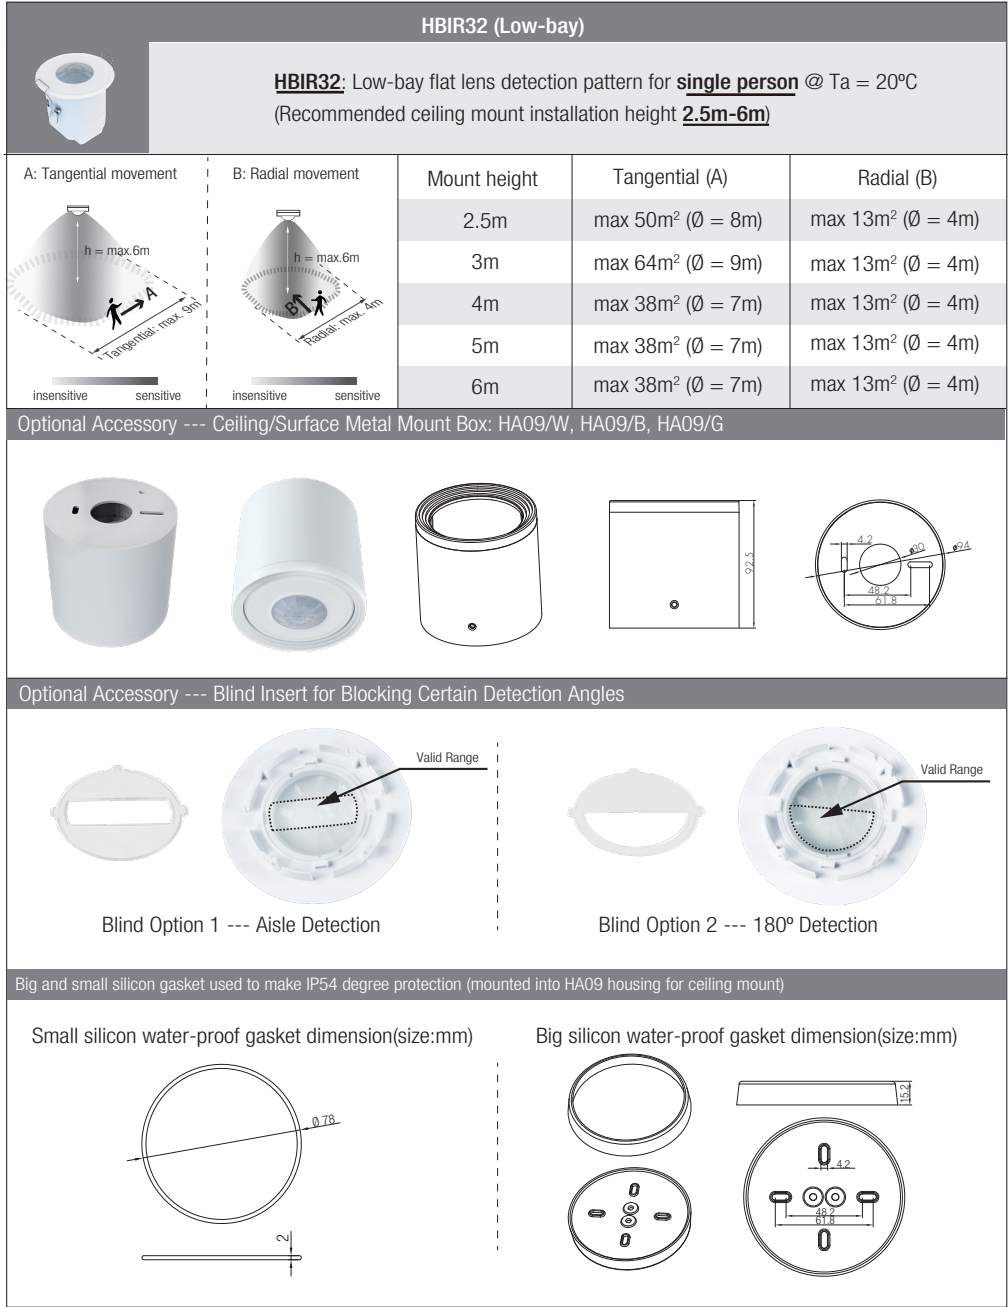 HBIR32 (Low-bay)
HBIR32: Low-bay flat lens detection pattern for single person @ Ta = 20ºC
(Recommended ceiling mount installation height 2.5m-6m)
A: Tangential movement
h = max.6m
A
Tangential: max. 9m
insensitive sensitive
B: Radial movement
h = max.6m
B
Radial: max. 4m
insensitive sensitive
Mount height Tangential (A) Radial (B)
2.5m max 50m² (Ø = 8m) max 13m² (Ø = 4m)
3m max 64m² (Ø = 9m) max 13m² (Ø = 4m)
4m max 38m² (Ø = 7m) max 13m² (Ø = 4m)
5m max 38m² (Ø = 7m) max 13m² (Ø = 4m)
6m max 38m² (Ø = 7m) max 13m² (Ø = 4m)
Optional Accessory --- Ceiling/Surface Metal Mount Box: HA09/W, HA09/B, HA09/G
92.5
4.2
ø30
ø94
48.2
61.8
Optional Accessory --- Blind Insert for Blocking Certain Detection Angles
Valid Range
Valid Range
Blind Option 1 --- Aisle Detection
Blind Option 2 --- 180º Detection
Big and small silicon gasket used to make IP54 degree protection (mounted into HA09 housing for ceiling mount)
Small silicon water-proof gasket dimension(size:mm)
Ø 78
2
Big silicon water-proof gasket dimension(size:mm)
15.2
4.2
48.2
61.8